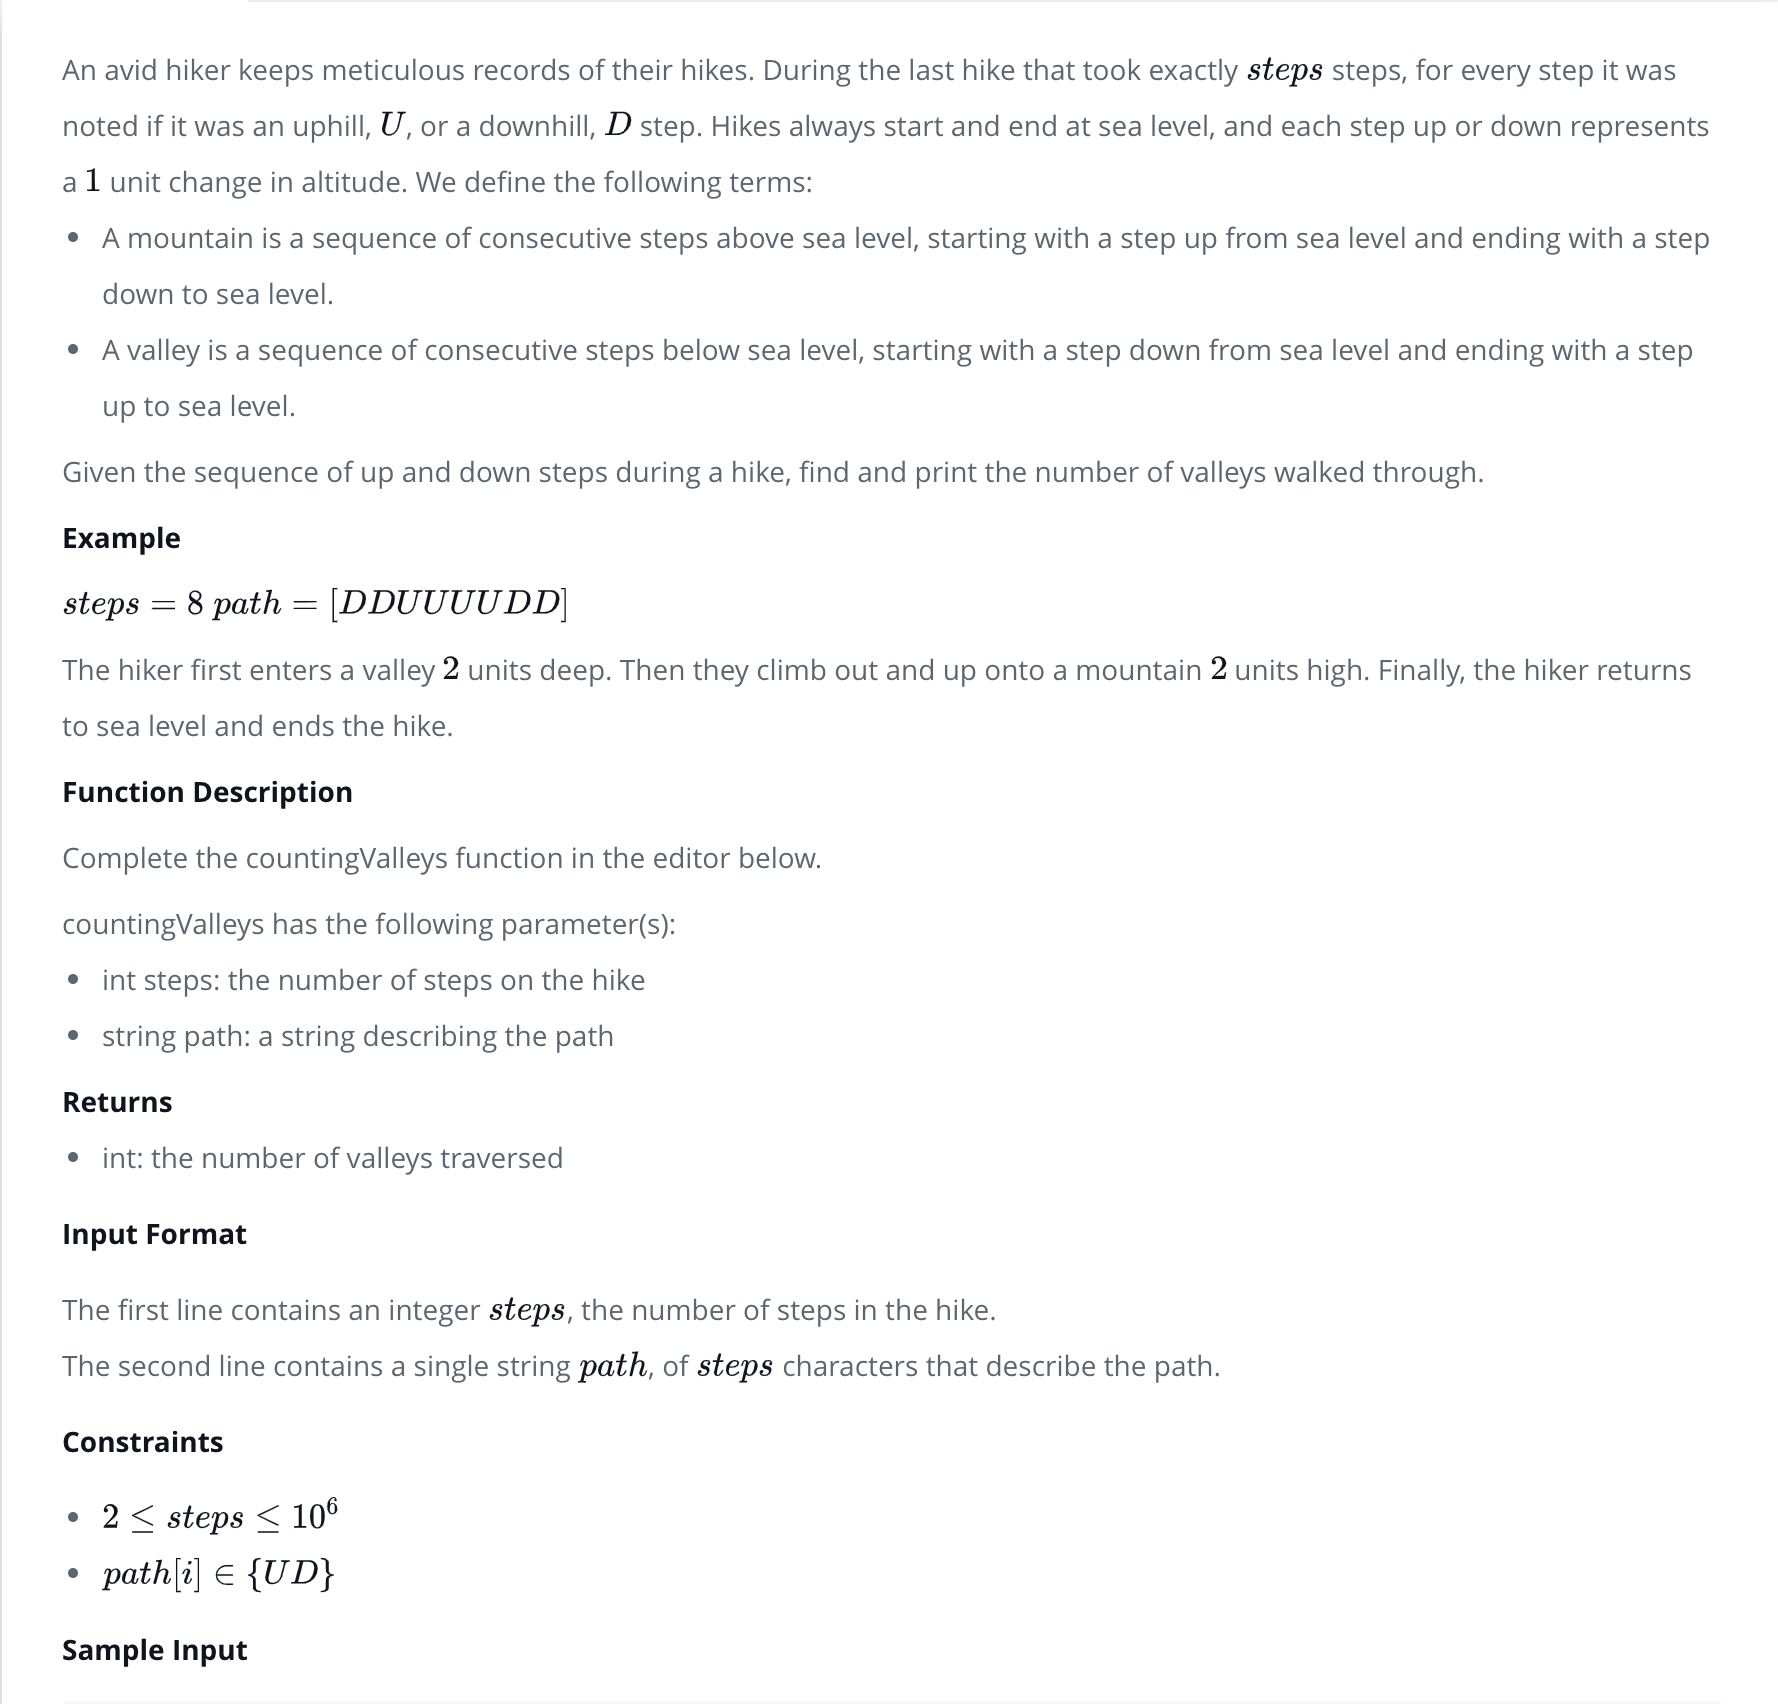 An avid hiker keeps meticulous records of their hikes. During the last hike that took exactly steps steps, for every step it was
noted if it was an uphill, U, or a downhill, D step. Hikes always start and end at sea level, and each step up or down represents
a 1 unit change in altitude. We define the following terms:
• A mountain is a sequence of consecutive steps above sea level, starting with a step up from sea level and ending with a step
down to sea level.
• A valley is a sequence of consecutive steps below sea level, starting with a step down from sea level and ending with a step
up to sea level.
Given the sequence of up and down steps during a hike, find and print the number of valleys walked through.
Example
steps = 8 path = [DDUUUUDD]
The hiker first enters a valley 2 units deep. Then they climb out and up onto a mountain 2 units high. Finally, the hiker returns
to sea level and ends the hike.
Function Description
Complete the countingValleys function in the editor below.
countingValleys has the following parameter(s):
• int steps: the number of steps on the hike
• string path: a string describing the path
Returns
• int: the number of valleys traversed
Input Format
The first line contains an integer steps, the number of steps in the hike.
The second line contains a single string path, of steps characters that describe the path.
Constraints
• 2 ≤ steps ≤ 10⁶
• path[i] ∈ {UD}
Sample Input